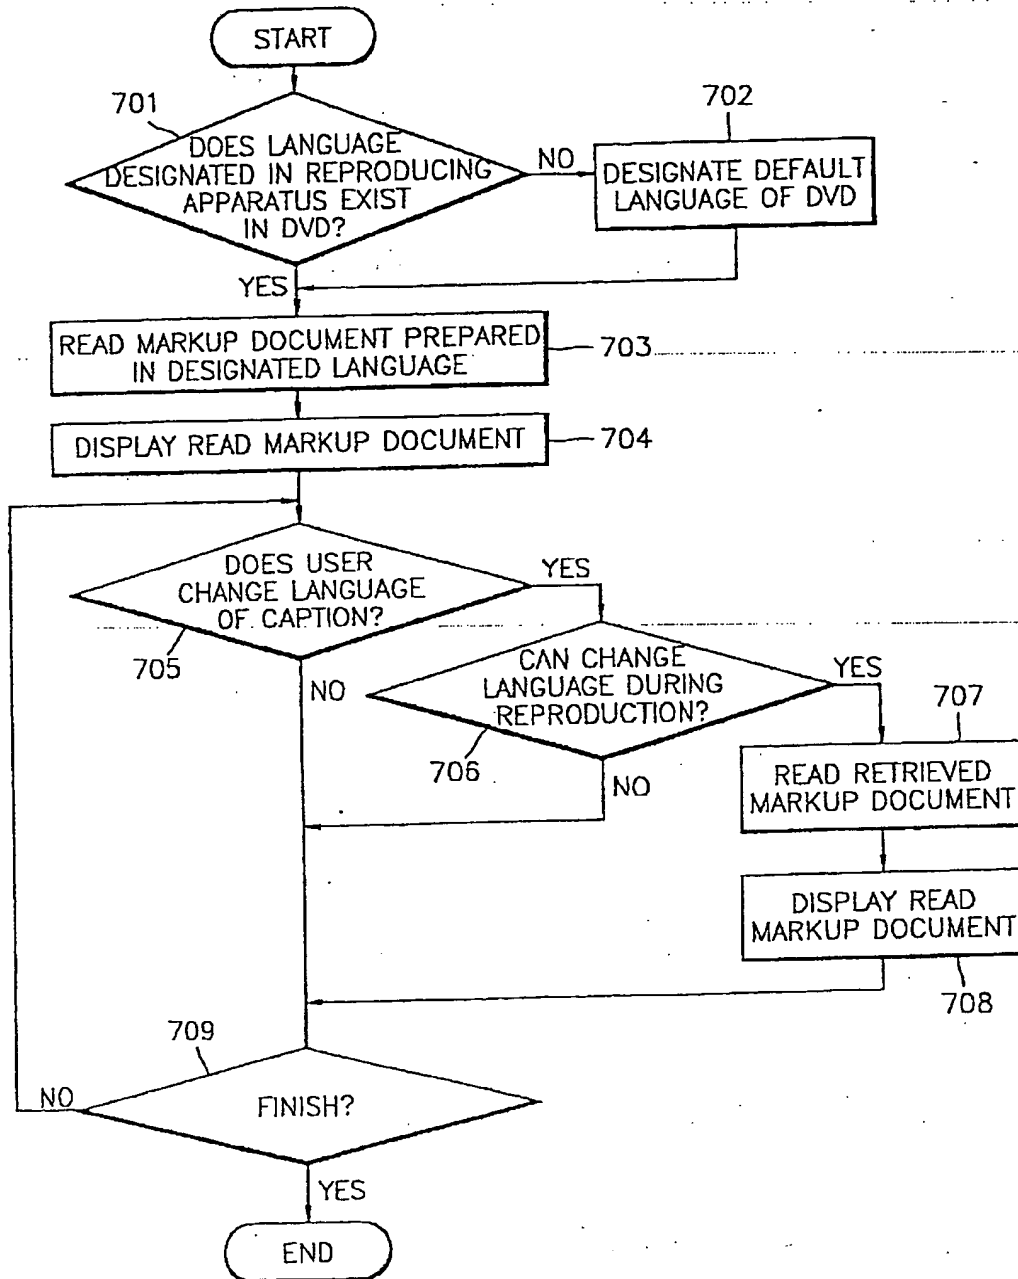 START
701
DOES LANGUAGE
DESIGNATED IN REPRODUCING
APPARATUS EXIST
IN DVD?
NO
702
DESIGNATE DEFAULT
LANGUAGE OF DVD
YES
READ MARKUP DOCUMENT PREPARED
IN DESIGNATED LANGUAGE
703
DISPLAY READ MARKUP DOCUMENT
704
DOES USER
CHANGE LANGUAGE
OF CAPTION?
YES
705
NO
CAN CHANGE
LANGUAGE DURING
REPRODUCTION?
YES
706
NO
707
READ RETRIEVED
MARKUP DOCUMENT
DISPLAY READ
MARKUP DOCUMENT
708
709
NO
FINISH?
YES
END